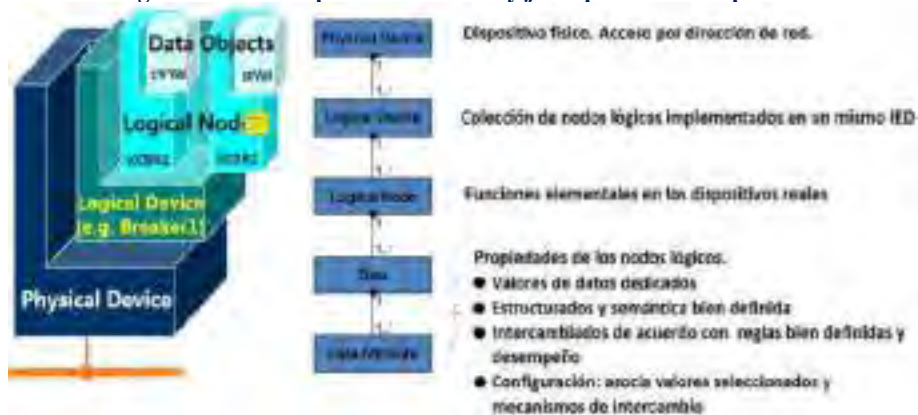 Data Objects
Logical Node
Logical Device
(e.g. Breaker1)
Physical Device
Physical Device
Logical Device
Logical Node
Data
Data Attribute
Dispositivo físico. Acceso por dirección de red.
Colección de nodos lógicos implementados en un mismo IED
Funciones elementales en los dispositivos reales
Propiedades de los nodos lógicos.
● Valores de datos dedicados
● Estructurados y semántica bien definida
● Intercambiados de acuerdo con reglas bien definidas y
desempeño
● Configuración: asocia valores seleccionados y
mecanismos de intercambio